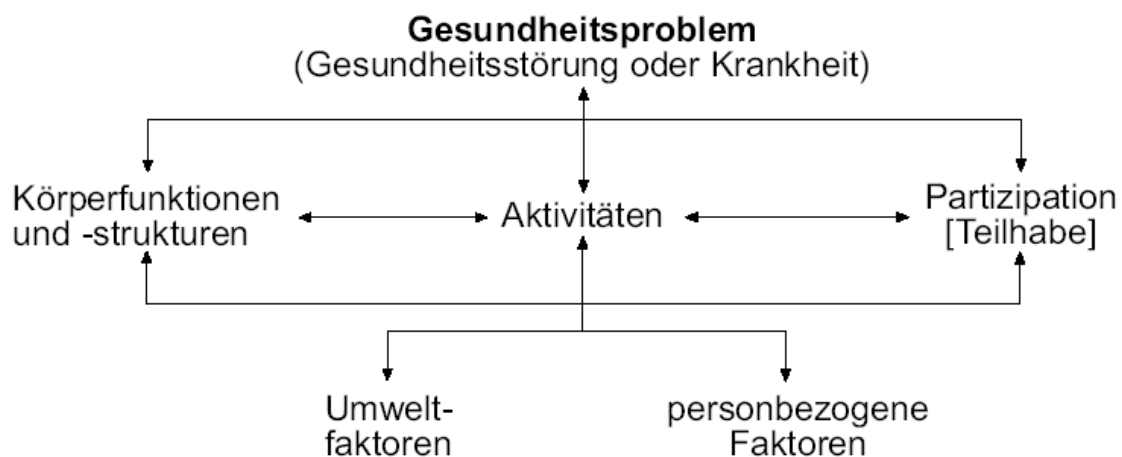 Gesundheitsproblem
(Gesundheitsstörung oder Krankheit)
Körperfunktionen
und -strukturen
Aktivitäten
Partizipation
[Teilhabe]
Umwelt-
faktoren
personbezogene
Faktoren